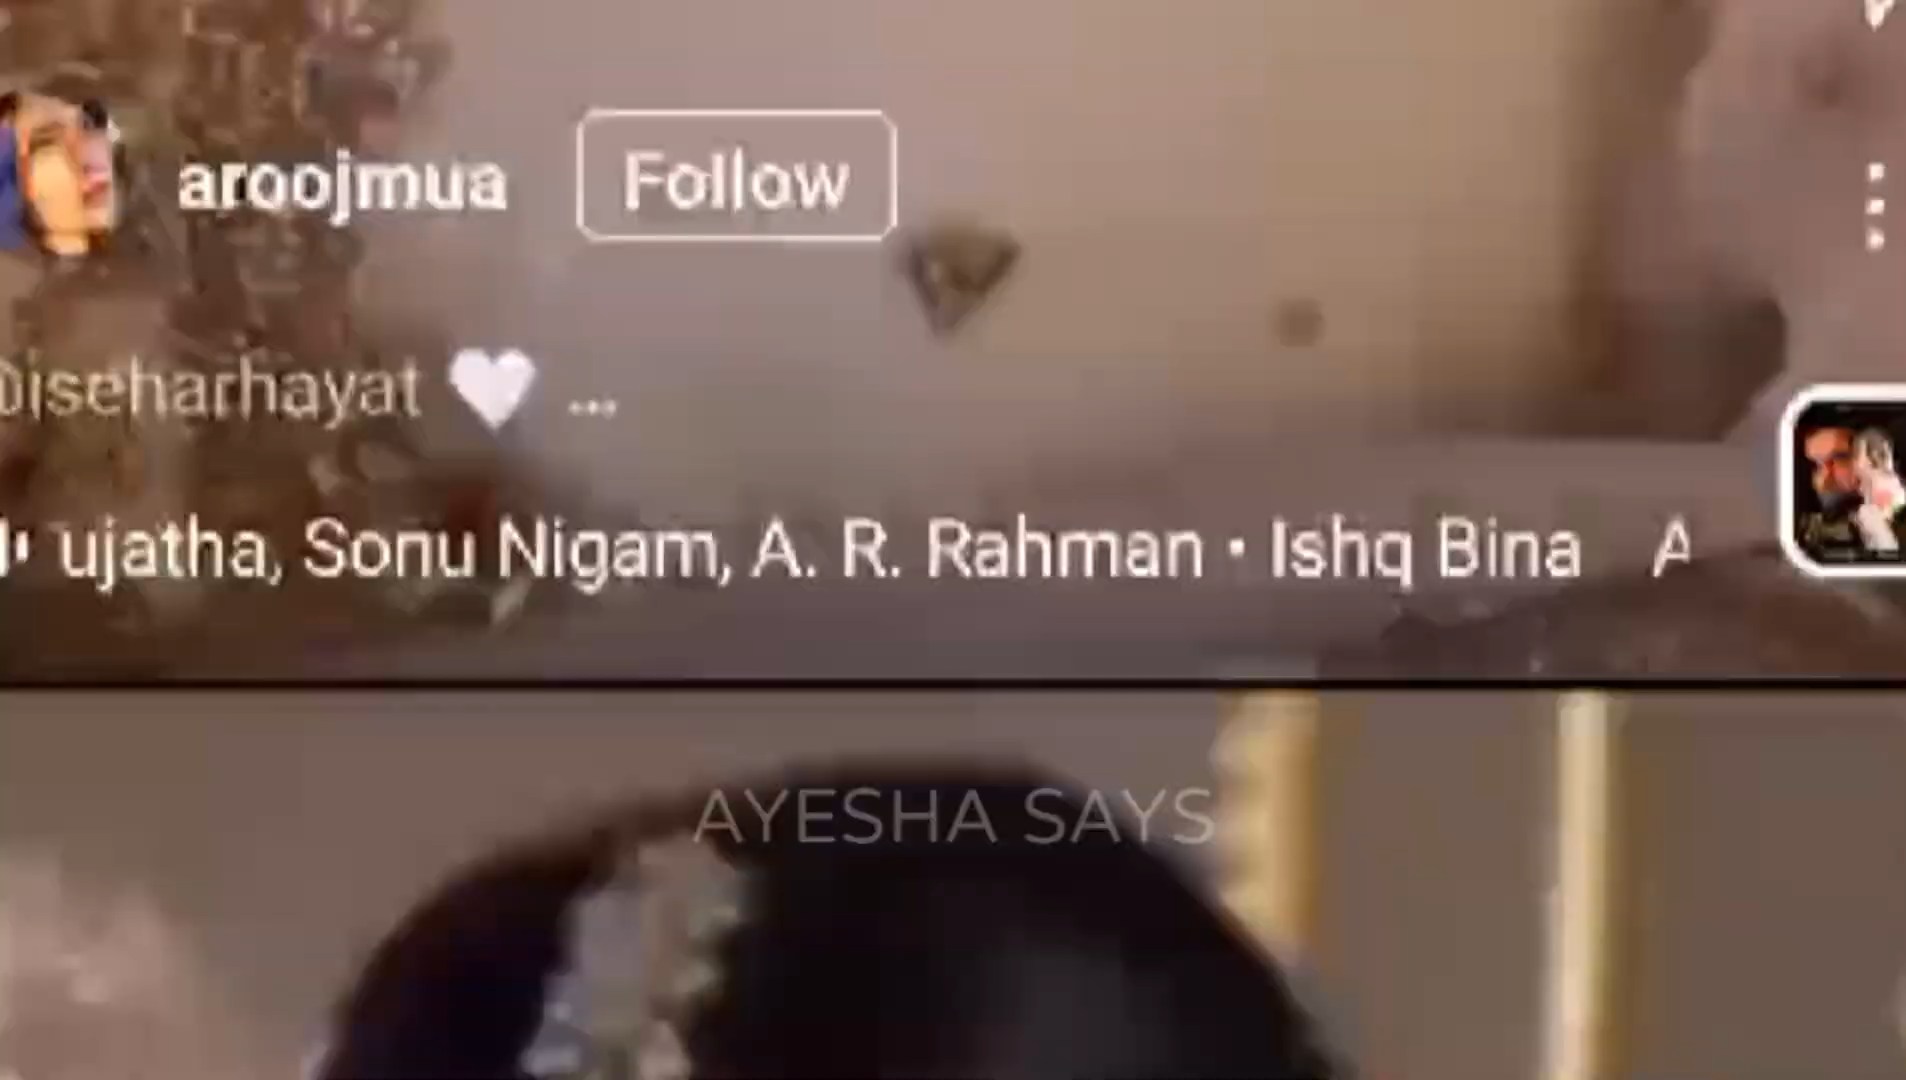 aroojmua Follow
@iseharhayat 🤍 ...
ujatha, Sonu Nigam, A. R. Rahman • Ishq Bina A
AYESHA SAYS